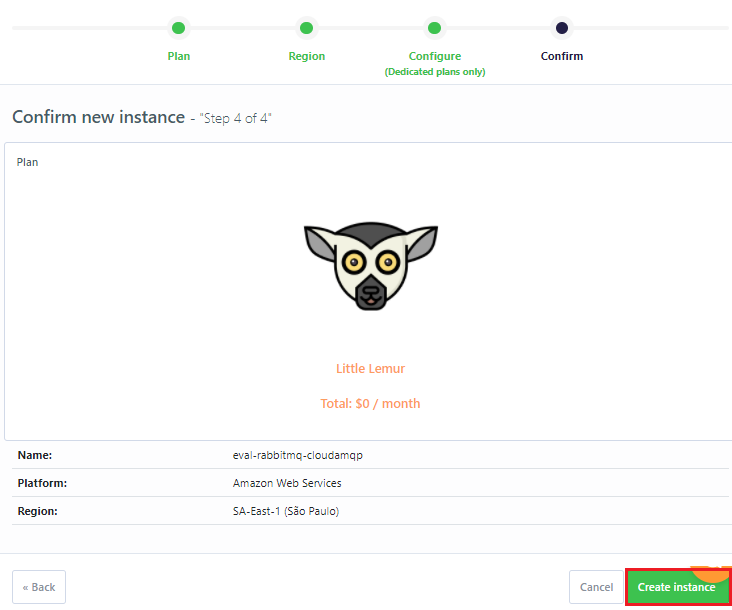 Plan
Region
Configure
(Dedicated plans only)
Confirm
Confirm new instance - "Step 4 of 4"
Plan
Little Lemur
Total: $0 / month
Name: eval-rabbitmq-cloudamqp
Platform: Amazon Web Services
Region: SA-East-1 (São Paulo)
« Back
Cancel
Create instance